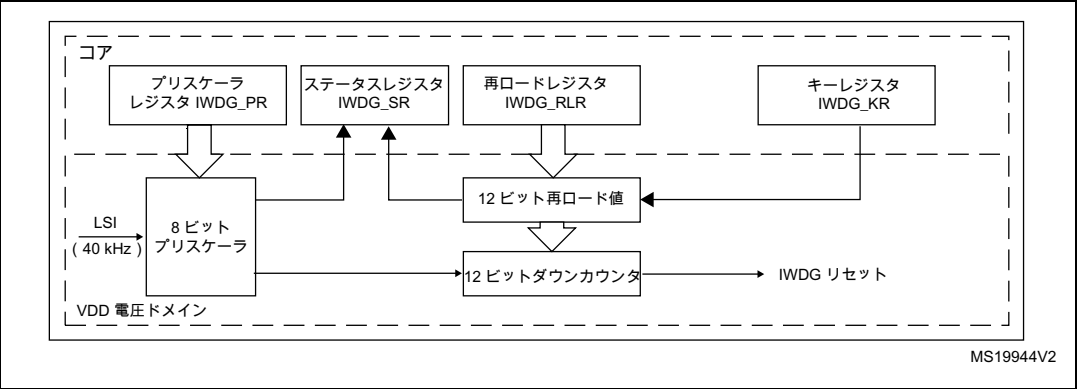 コア
プリスケーラ
レジスタ IWDG_PR
ステータスレジスタ
IWDG_SR
再ロードレジスタ
IWDG_RLR
キーレジスタ
IWDG_KR
LSI
( 40 kHz )
8 ビット
プリスケーラ
12 ビット再ロード値
12 ビットダウンカウンタ
IWDG リセット
VDD 電圧ドメイン
MS19944V2